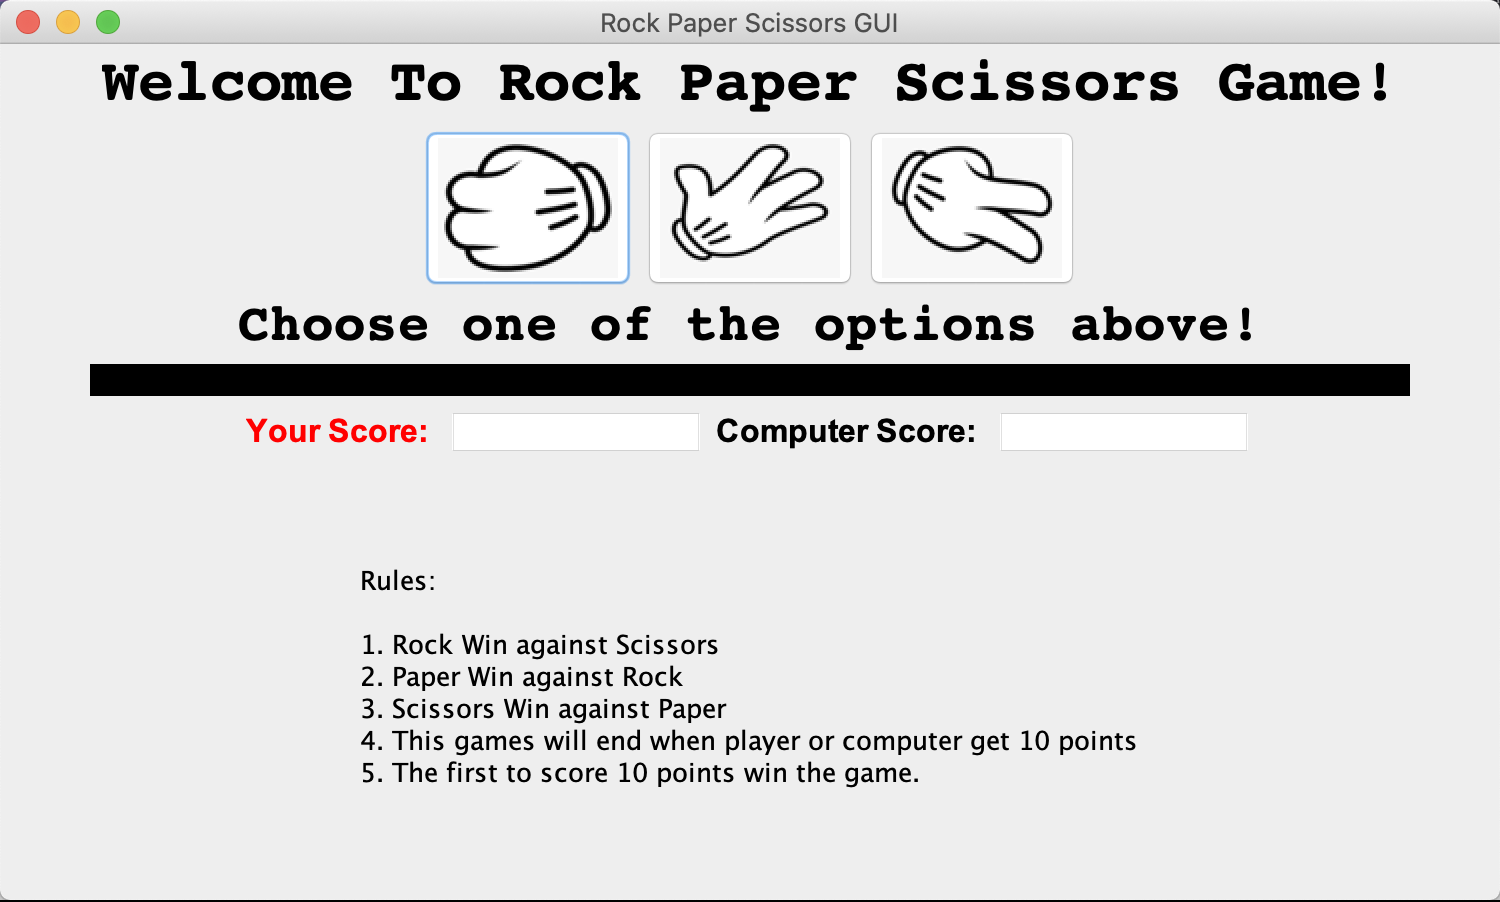 Rock Paper Scissors GUI
Welcome To Rock Paper Scissors Game!
Choose one of the options above!
Your Score: Computer Score:
Rules:
1. Rock Win against Scissors
2. Paper Win against Rock
3. Scissors Win against Paper
4. This games will end when player or computer get 10 points
5. The first to score 10 points win the game.